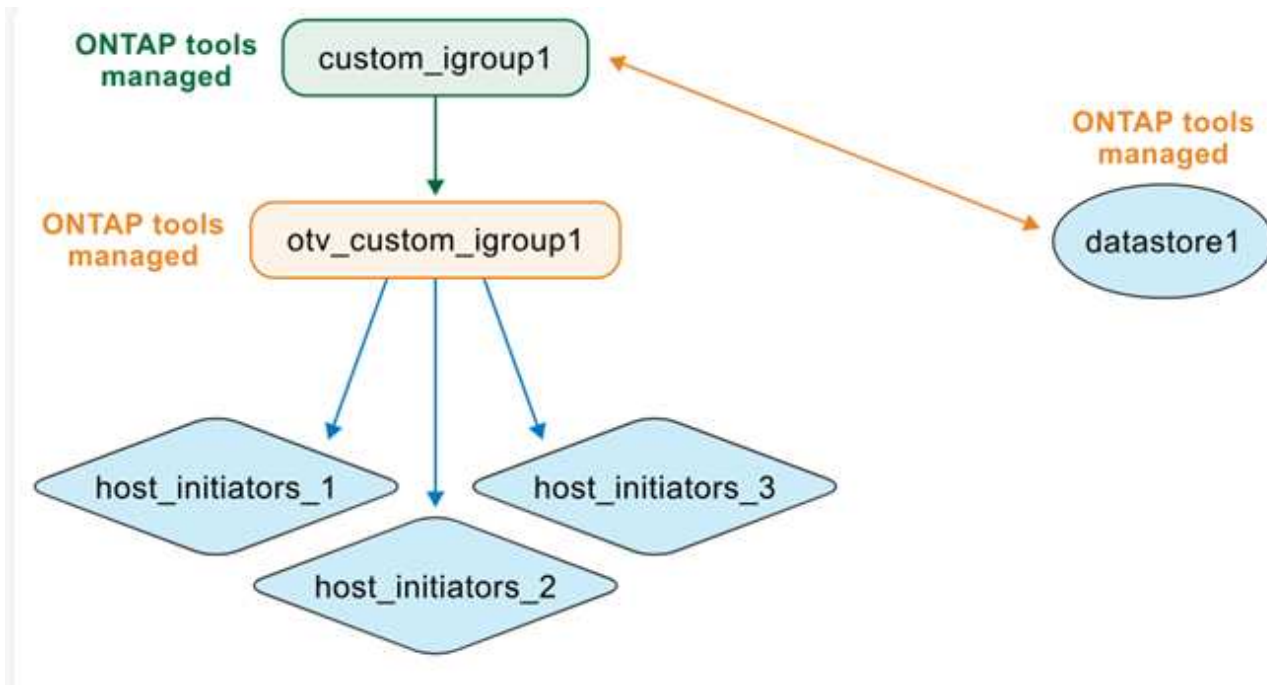 ONTAP tools
managed
custom_igroup1
ONTAP tools
managed
datastore1
ONTAP tools
managed
otv_custom_igroup1
host_initiators_1
host_initiators_3
host_initiators_2